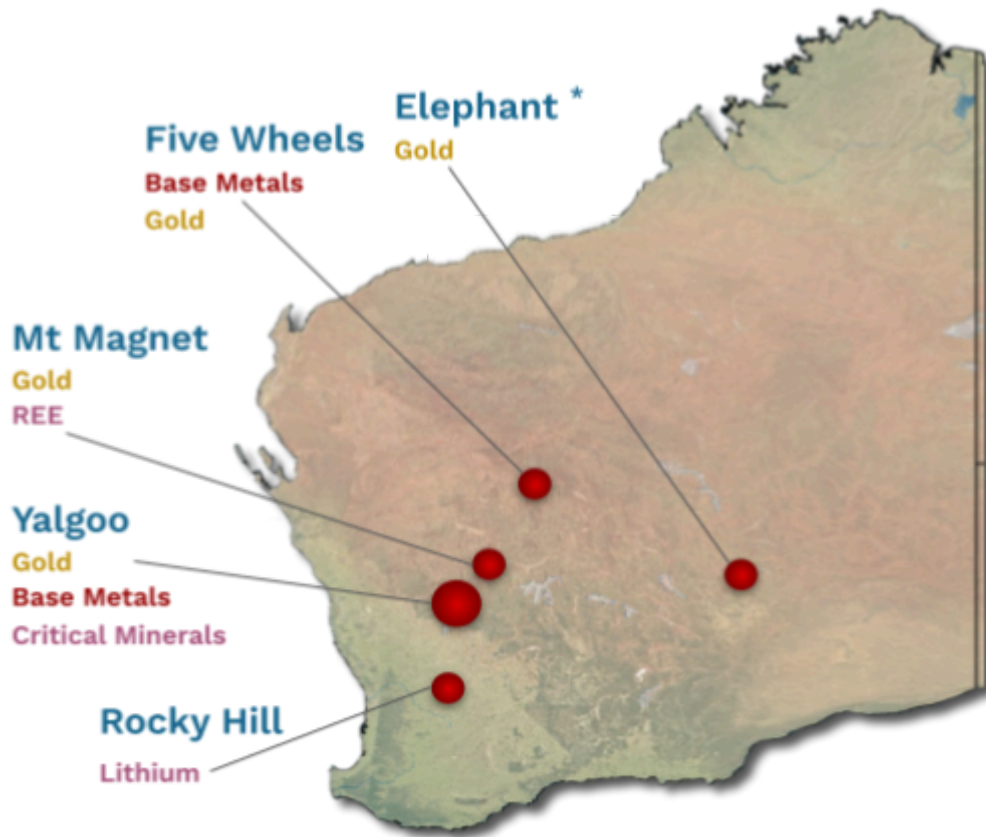 Elephant *
Gold
Five Wheels
Base Metals
Gold
Mt Magnet
Gold
REE
Yalgoo
Gold
Base Metals
Critical Minerals
Rocky Hill
Lithium